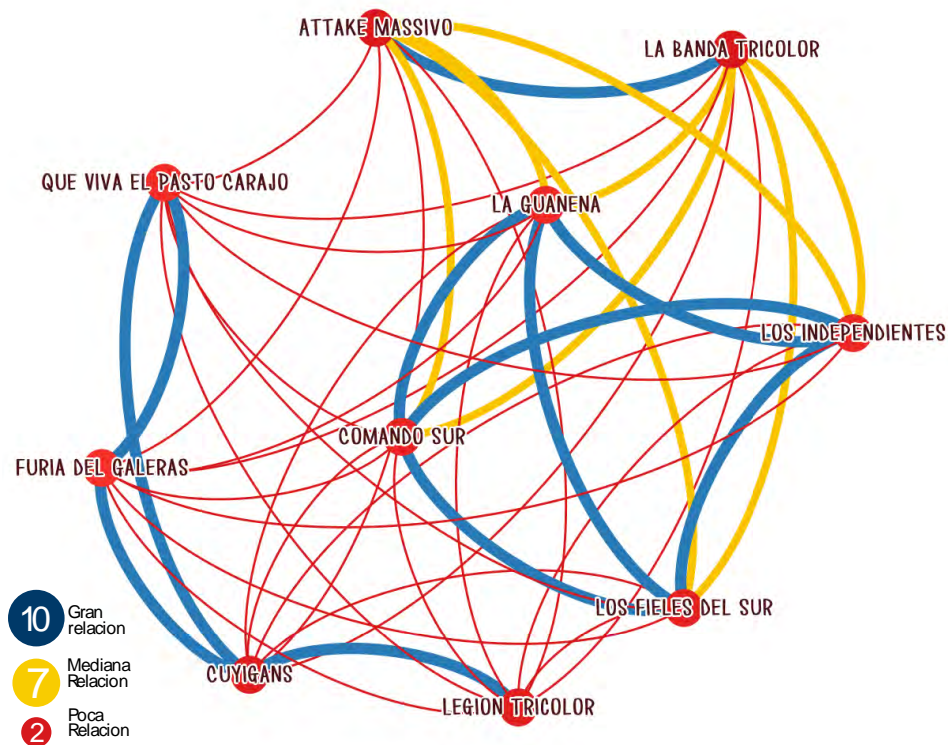 ATTAKE MASSIVO
LA BANDA TRICOLOR
QUE VIVA EL PASTO CARAJO
LA GUANENA
LOS INDEPENDIENTES
COMANDO SUR
FURIA DEL GALERAS
LOS FIELES DEL SUR
CUYIGANS
LEGION TRICOLOR
10 Gran
relacion
7 Mediana
Relacion
2 Poca
Relacion